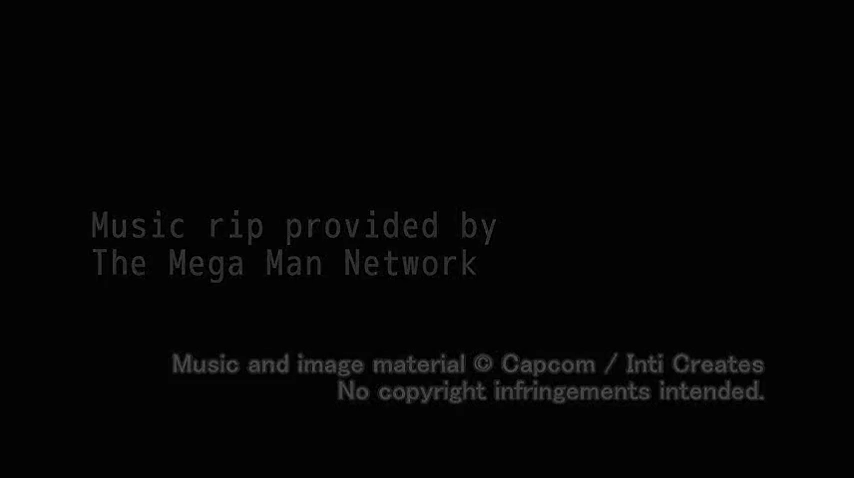 Music rip provided by
The Mega Man Network
Music and image material © Capcom / Inti Creates
No copyright infringements intended.